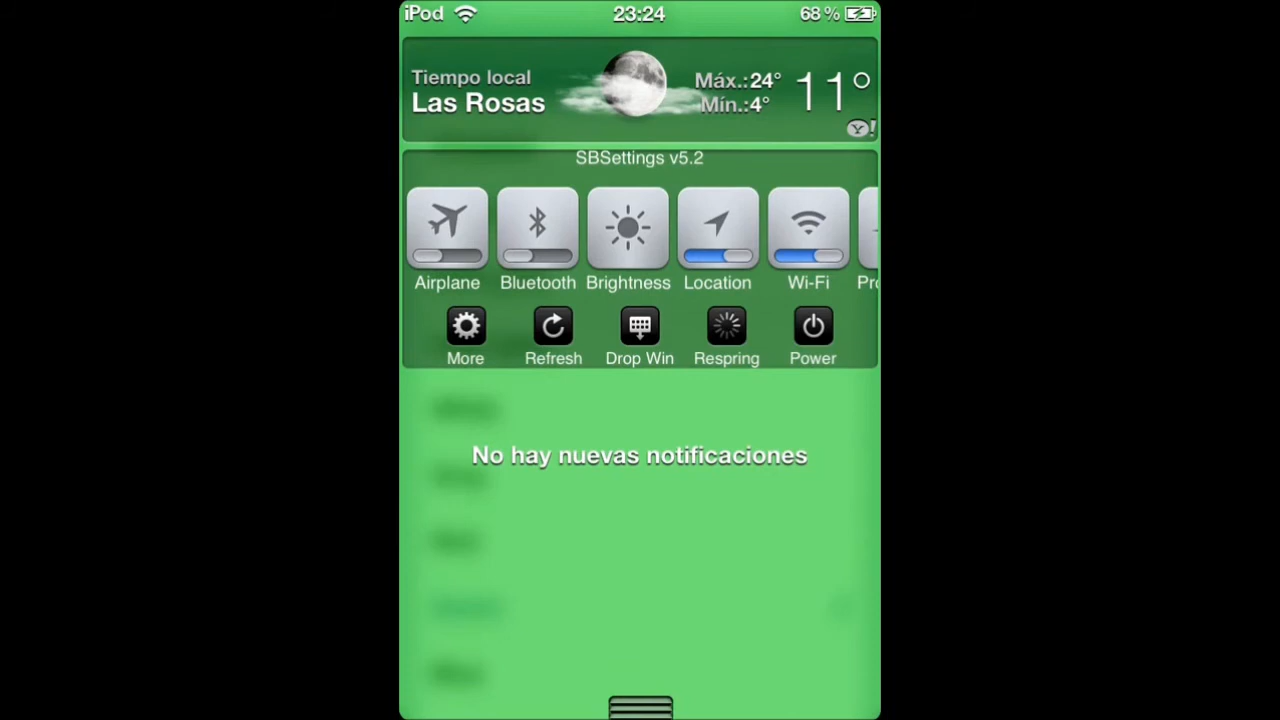 iPod 23:24 68 %
Tiempo local Máx.:24° 11°
Las Rosas Mín.:4°
Y!
SBSettings v5.2
Airplane Bluetooth Brightness Location Wi-Fi
More Refresh Drop Win Respring Power
No hay nuevas notificaciones